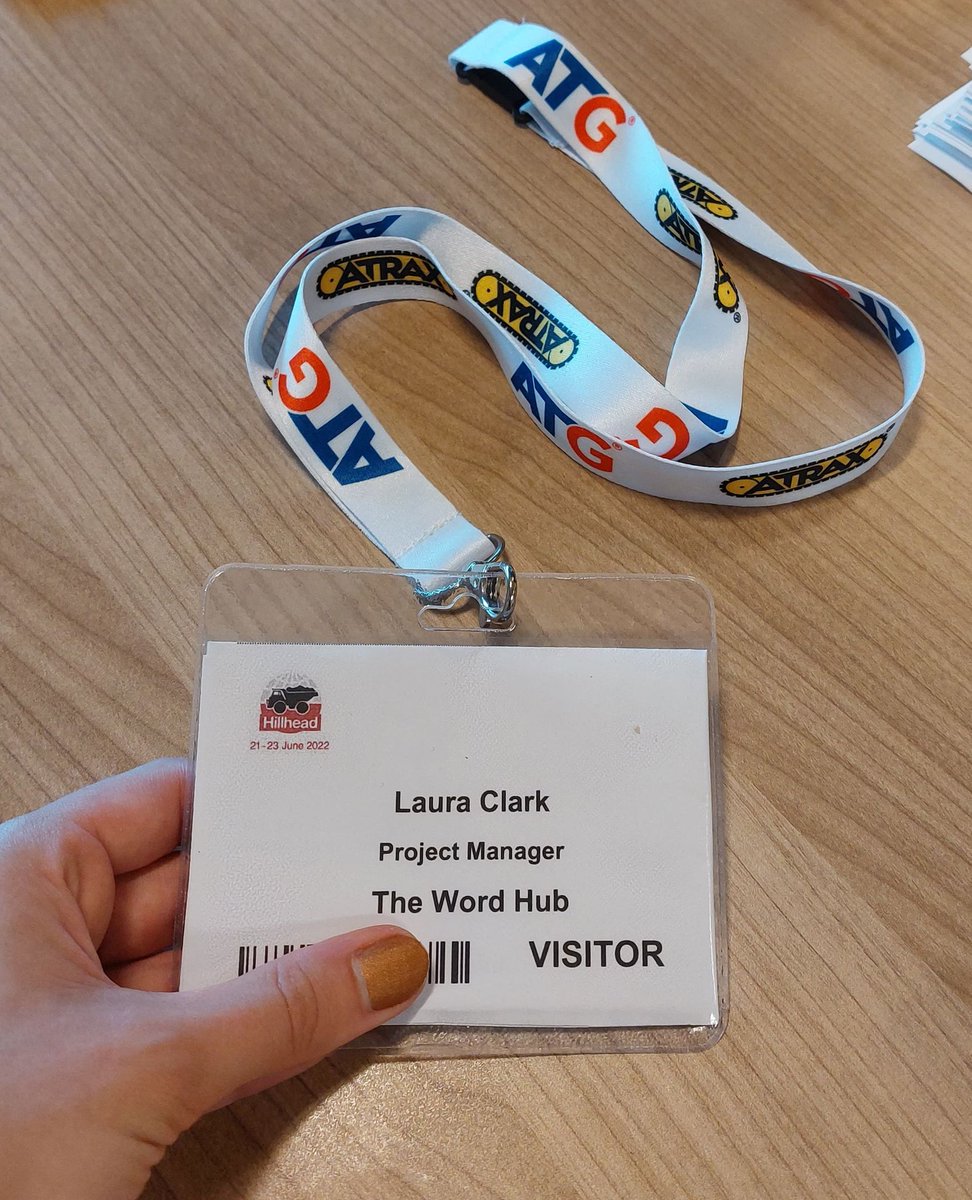 ATG®
ATRAX
ATRAX
ATRAX
ATG
ATG
ATRAX®
Hillhead
21-23 June 2022
Laura Clark
Project Manager
The Word Hub
VISITOR